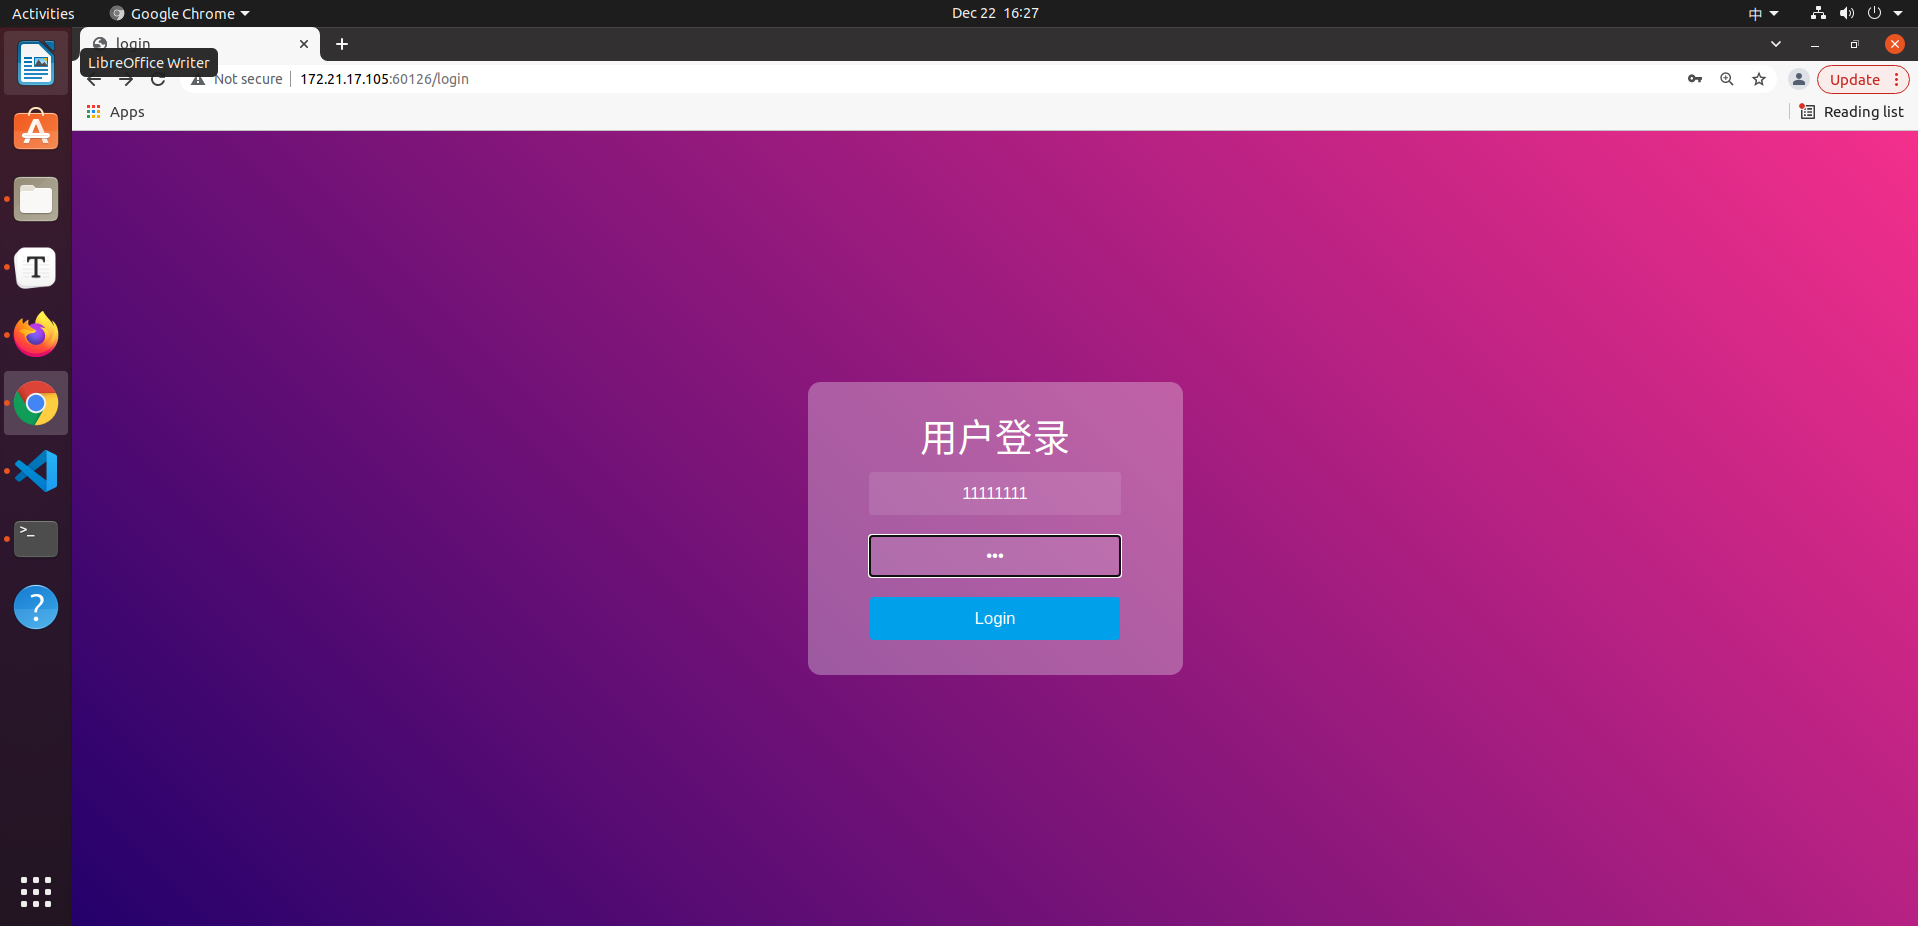 Activities
Google Chrome
Dec 22 16:27
中
login
LibreOffice Writer
Not secure
172.21.17.105:60126/login
Update
Apps
Reading list
用户登录
11111111
•••
Login